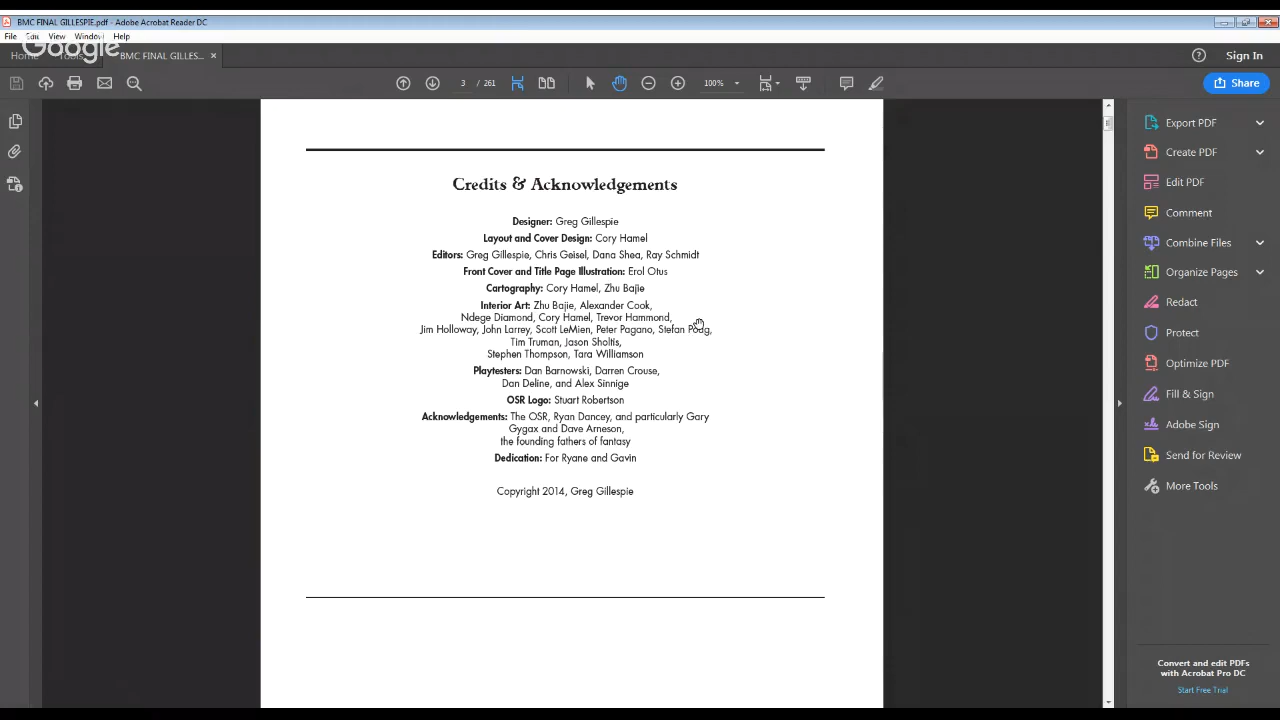 BMC FINAL GILLESPIE.pdf - Adobe Acrobat Reader DC
File Edit View Window Help
Google
Home Tools BMC FINAL GILLES... × Sign In
3 / 261 100% Share
Credits & Acknowledgements
Designer: Greg Gillespie
Layout and Cover Design: Cory Hamel
Editors: Greg Gillespie, Chris Geisel, Dana Shea, Ray Schmidt
Front Cover and Title Page Illustration: Erol Otus
Cartography: Cory Hamel, Zhu Bajie
Interior Art: Zhu Bajie, Alexander Cook,
Ndege Diamond, Cory Hamel, Trevor Hammond,
Jim Holloway, John Larrey, Scott LeMien, Peter Pagano, Stefan
Tim Truman, Jason Sholtis,
Stephen Thompson, Tara Williamson
Playtesters: Dan Barnowski, Darren Crouse,
Dan Deline, and Alex Sinnige
OSR Logo: Stuart Robertson
Acknowledgements: The OSR, Ryan Dancey, and particularly Gary
Gygax and Dave Arneson,
the founding fathers of fantasy
Dedication: For Ryane and Gavin
Copyright 2014, Greg Gillespie
Export PDF
Create PDF
Edit PDF
Comment
Combine Files
Organize Pages
Redact
Protect
Optimize PDF
Fill & Sign
Adobe Sign
Send for Review
More Tools
Convert and edit PDFs
with Acrobat Pro DC
Start Free Trial